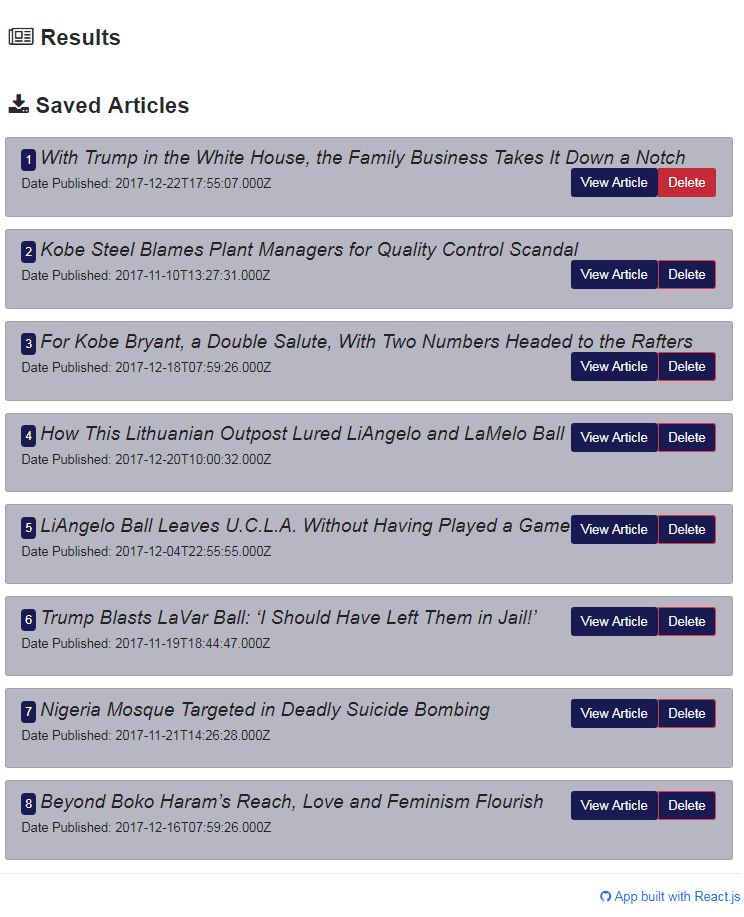 Results
Saved Articles
1 With Trump in the White House, the Family Business Takes It Down a Notch
Date Published: 2017-12-22T17:55:07.000Z
View Article Delete
2 Kobe Steel Blames Plant Managers for Quality Control Scandal
Date Published: 2017-11-10T13:27:31.000Z
View Article Delete
3 For Kobe Bryant, a Double Salute, With Two Numbers Headed to the Rafters
Date Published: 2017-12-18T07:59:26.000Z
View Article Delete
4 How This Lithuanian Outpost Lured LiAngelo and LaMelo Ball View Article Delete
Date Published: 2017-12-20T10:00:32.000Z
5 LiAngelo Ball Leaves U.C.L.A. Without Having Played a Game View Article Delete
Date Published: 2017-12-04T22:55:55.000Z
6 Trump Blasts LaVar Ball: ‘I Should Have Left Them in Jail!’ View Article Delete
Date Published: 2017-11-19T18:44:47.000Z
7 Nigeria Mosque Targeted in Deadly Suicide Bombing View Article Delete
Date Published: 2017-11-21T14:26:28.000Z
8 Beyond Boko Haram’s Reach, Love and Feminism Flourish View Article Delete
Date Published: 2017-12-16T07:59:26.000Z
App built with React.js